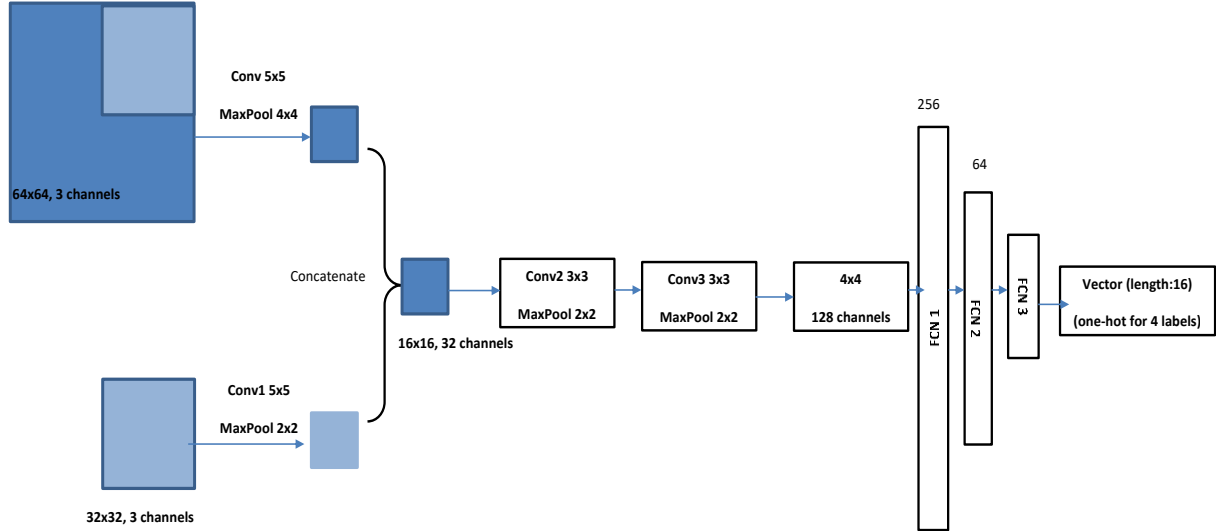 Conv 5x5
MaxPool 4x4
64x64, 3 channels
Concatenate
Conv1 5x5
MaxPool 2x2
32x32, 3 channels
16x16, 32 channels
Conv2 3x3
MaxPool 2x2
Conv3 3x3
MaxPool 2x2
4x4
128 channels
256
FCN 1
64
FCN 2
FCN 3
Vector (length:16)
(one-hot for 4 labels)